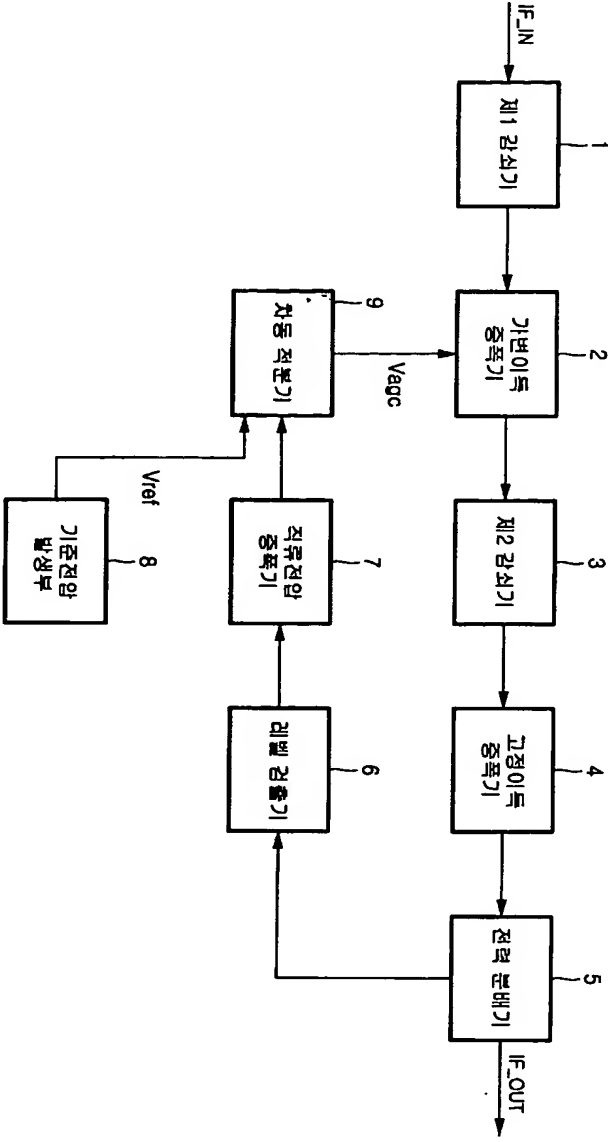 IF_IN
제1 감쇠기
1
가변이득
증폭기
2
제2 감쇠기
3
고정이득
증폭기
4
전력 분배기
5
IF_OUT
차동 적분기
9
Vagc
직류전압
증폭기
7
레벨 검출기
6
Vref
기준전압
발생부
8